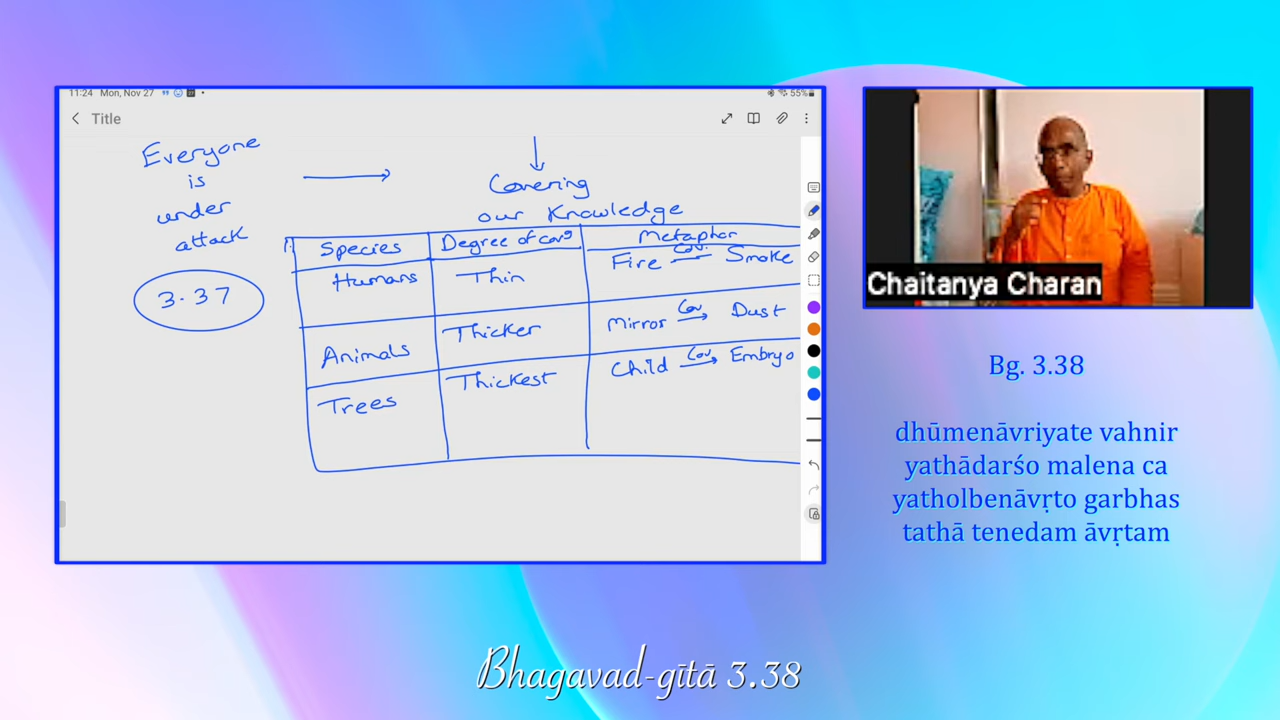 11:24 Mon, Nov 27
55%
Title
Everyone
is
under
attack
3.37
Covering
our Knowledge
Species Degree of covg Metaphor
Humans Thin Fire Cov. Smoke
Animals Thicker Mirror Cov Dust
Trees Thickest Child Cov Embryo
Chaitanya Charan
Bg. 3.38
dhūmenāvriyate vahnir
yathādarśo malena ca
yatholbenāvṛto garbhas
tathā tenedam āvṛtam
Bhagavad-gītā 3.38